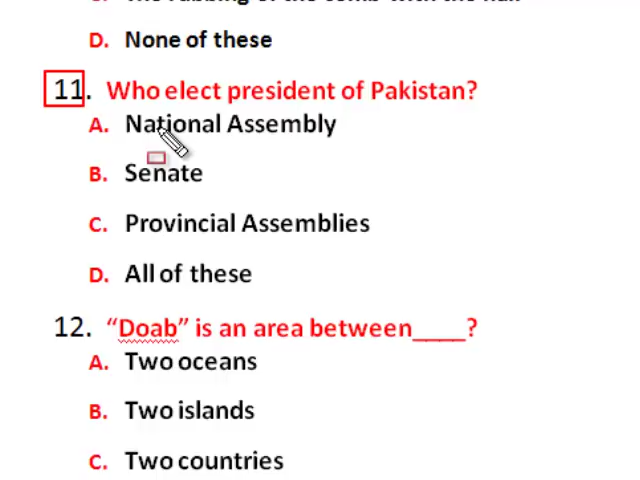 D. None of these
11. Who elect president of Pakistan?
A. National Assembly
B. Senate
C. Provincial Assemblies
D. All of these
12. “Doab” is an area between____?
A. Two oceans
B. Two islands
C. Two countries